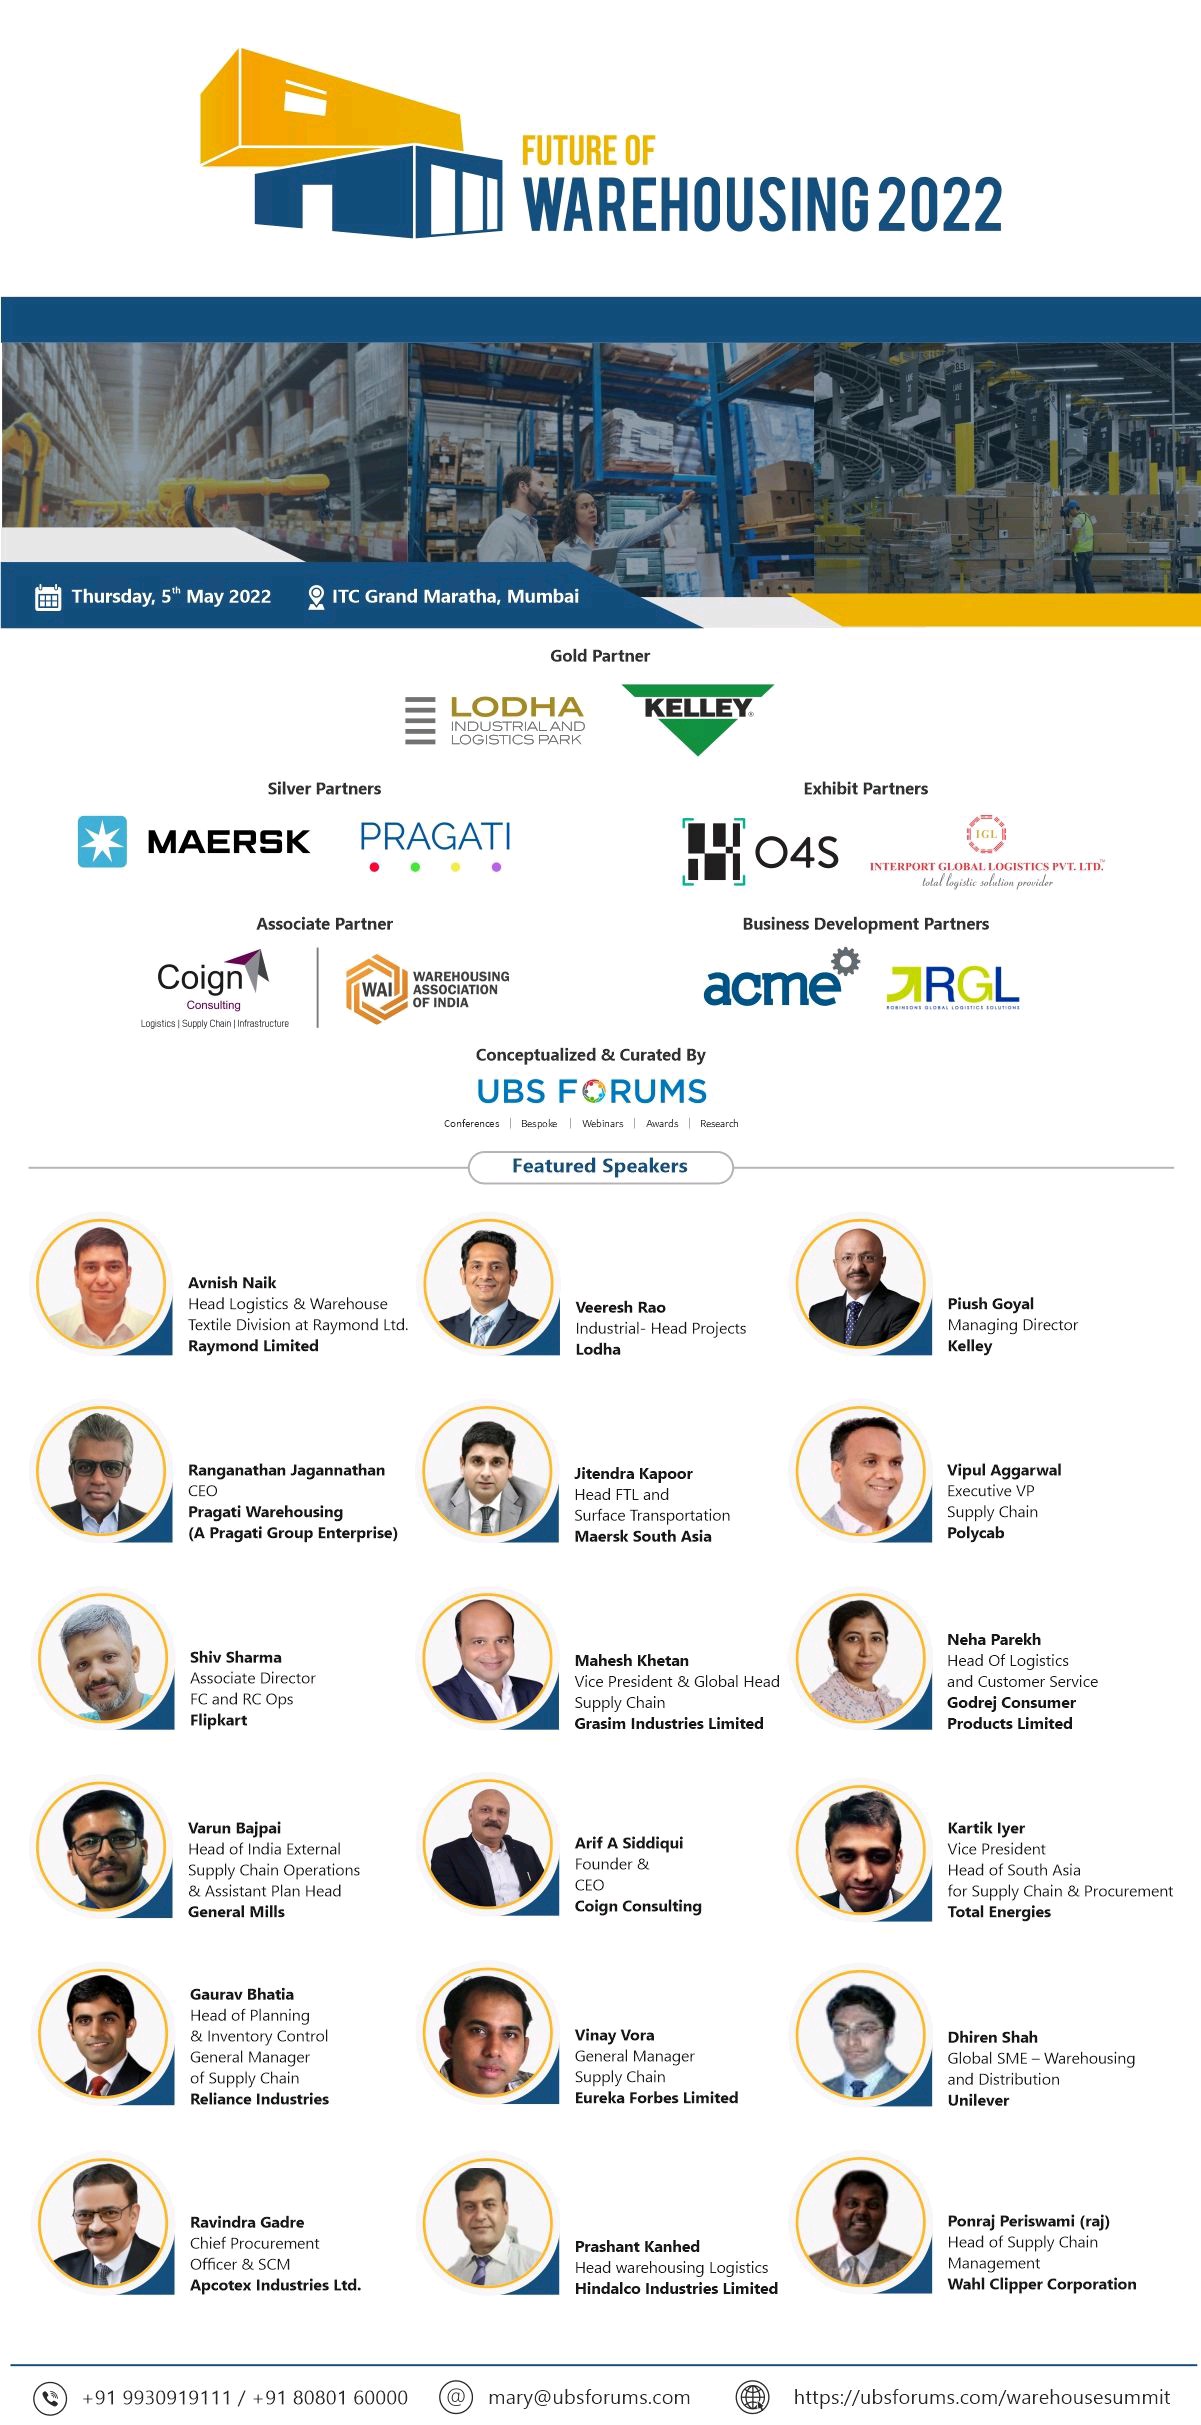 FUTURE OF
WAREHOUSING 2022
Thursday, 5th May 2022
ITC Grand Maratha, Mumbai
Gold Partner
LODHA
INDUSTRIAL AND
LOGISTICS PARK
KELLEY®
Silver Partners
MAERSK
PRAGATI
Exhibit Partners
O4S
IGL
INTERPORT GLOBAL LOGISTICS PVT. LTD.™
total logistic solution provider
Associate Partner
Coign
Consulting
Logistics | Supply Chain | Infrastructure
WAI
WAREHOUSING
ASSOCIATION
OF INDIA
Business Development Partners
acme
RGL
ROBINSONS GLOBAL LOGISTICS SOLUTIONS
Conceptualized & Curated By
UBS FORUMS
Conferences | Bespoke | Webinars | Awards | Research
Featured Speakers
Avnish Naik
Head Logistics & Warehouse
Textile Division at Raymond Ltd.
Raymond Limited
Veeresh Rao
Industrial- Head Projects
Lodha
Piush Goyal
Managing Director
Kelley
Ranganathan Jagannathan
CEO
Pragati Warehousing
(A Pragati Group Enterprise)
Jitendra Kapoor
Head FTL and
Surface Transportation
Maersk South Asia
Vipul Aggarwal
Executive VP
Supply Chain
Polycab
Shiv Sharma
Associate Director
FC and RC Ops
Flipkart
Mahesh Khetan
Vice President & Global Head
Supply Chain
Grasim Industries Limited
Neha Parekh
Head Of Logistics
and Customer Service
Godrej Consumer
Products Limited
Varun Bajpai
Head of India External
Supply Chain Operations
& Assistant Plan Head
General Mills
Arif A Siddiqui
Founder &
CEO
Coign Consulting
Kartik Iyer
Vice President
Head of South Asia
for Supply Chain & Procurement
Total Energies
Gaurav Bhatia
Head of Planning
& Inventory Control
General Manager
of Supply Chain
Reliance Industries
Vinay Vora
General Manager
Supply Chain
Eureka Forbes Limited
Dhiren Shah
Global SME – Warehousing
and Distribution
Unilever
Ravindra Gadre
Chief Procurement
Officer & SCM
Apcotex Industries Ltd.
Prashant Kanhed
Head warehousing Logistics
Hindalco Industries Limited
Ponraj Periswami (raj)
Head of Supply Chain
Management
Wahl Clipper Corporation
+91 9930919111 / +91 80801 60000
mary@ubsforums.com
https://ubsforums.com/warehousesummit